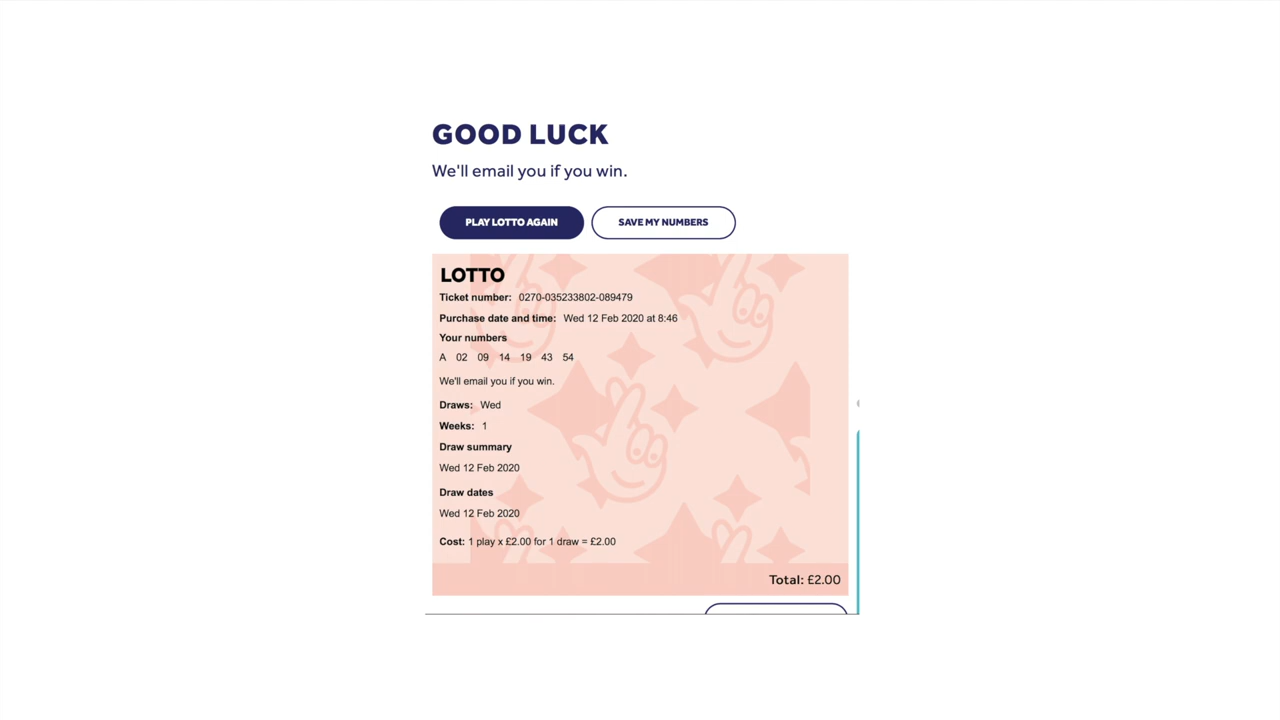 GOOD LUCK
We'll email you if you win.
PLAY LOTTO AGAIN SAVE MY NUMBERS
LOTTO
Ticket number: 0270-035233802-089479
Purchase date and time: Wed 12 Feb 2020 at 8:46
Your numbers
A 02 09 14 19 43 54
We'll email you if you win.
Draws: Wed
Weeks: 1
Draw summary
Wed 12 Feb 2020
Draw dates
Wed 12 Feb 2020
Cost: 1 play x £2.00 for 1 draw = £2.00
Total: £2.00